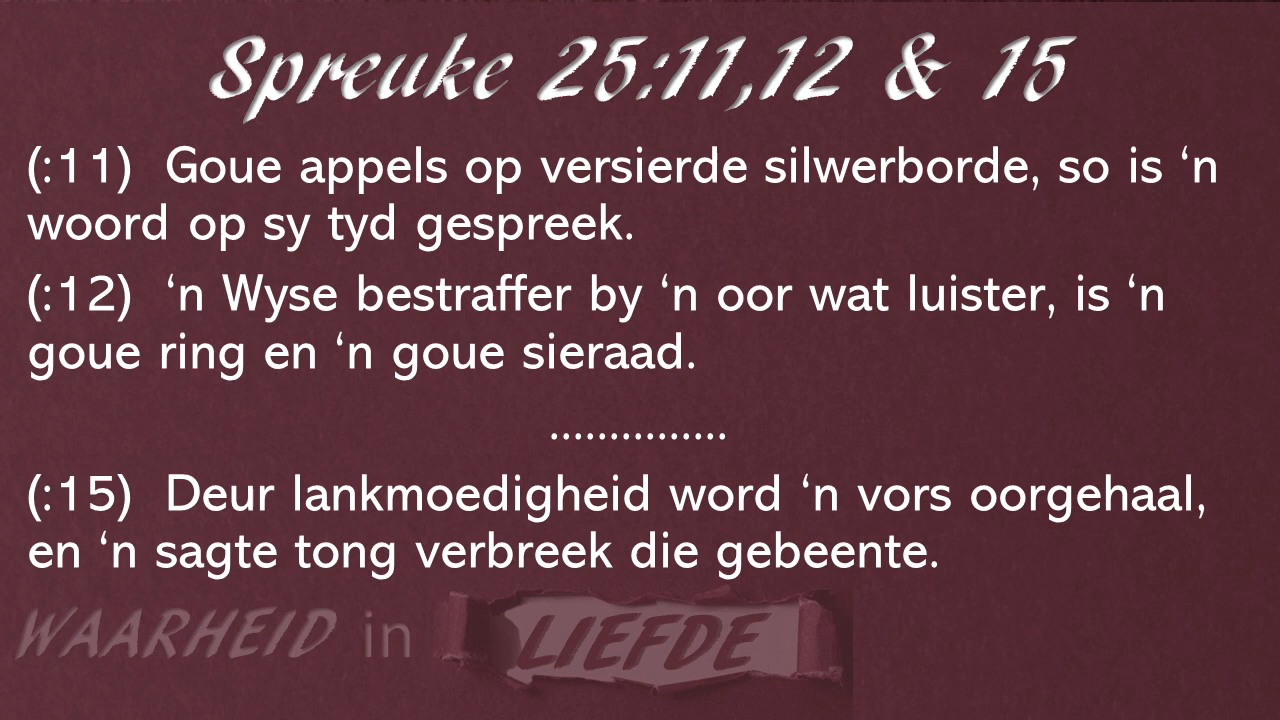 Spreuke 25:11,12 & 15
(:11) Goue appels op versierde silwerborde, so is ‘n
woord op sy tyd gespreek.
(:12) ‘n Wyse bestraffer by ‘n oor wat luister, is ‘n
goue ring en ‘n goue sieraad.
...............
(:15) Deur lankmoedigheid word ‘n vors oorgehaal,
en ‘n sagte tong verbreek die gebeente.
WAARHEID in LIEFDE